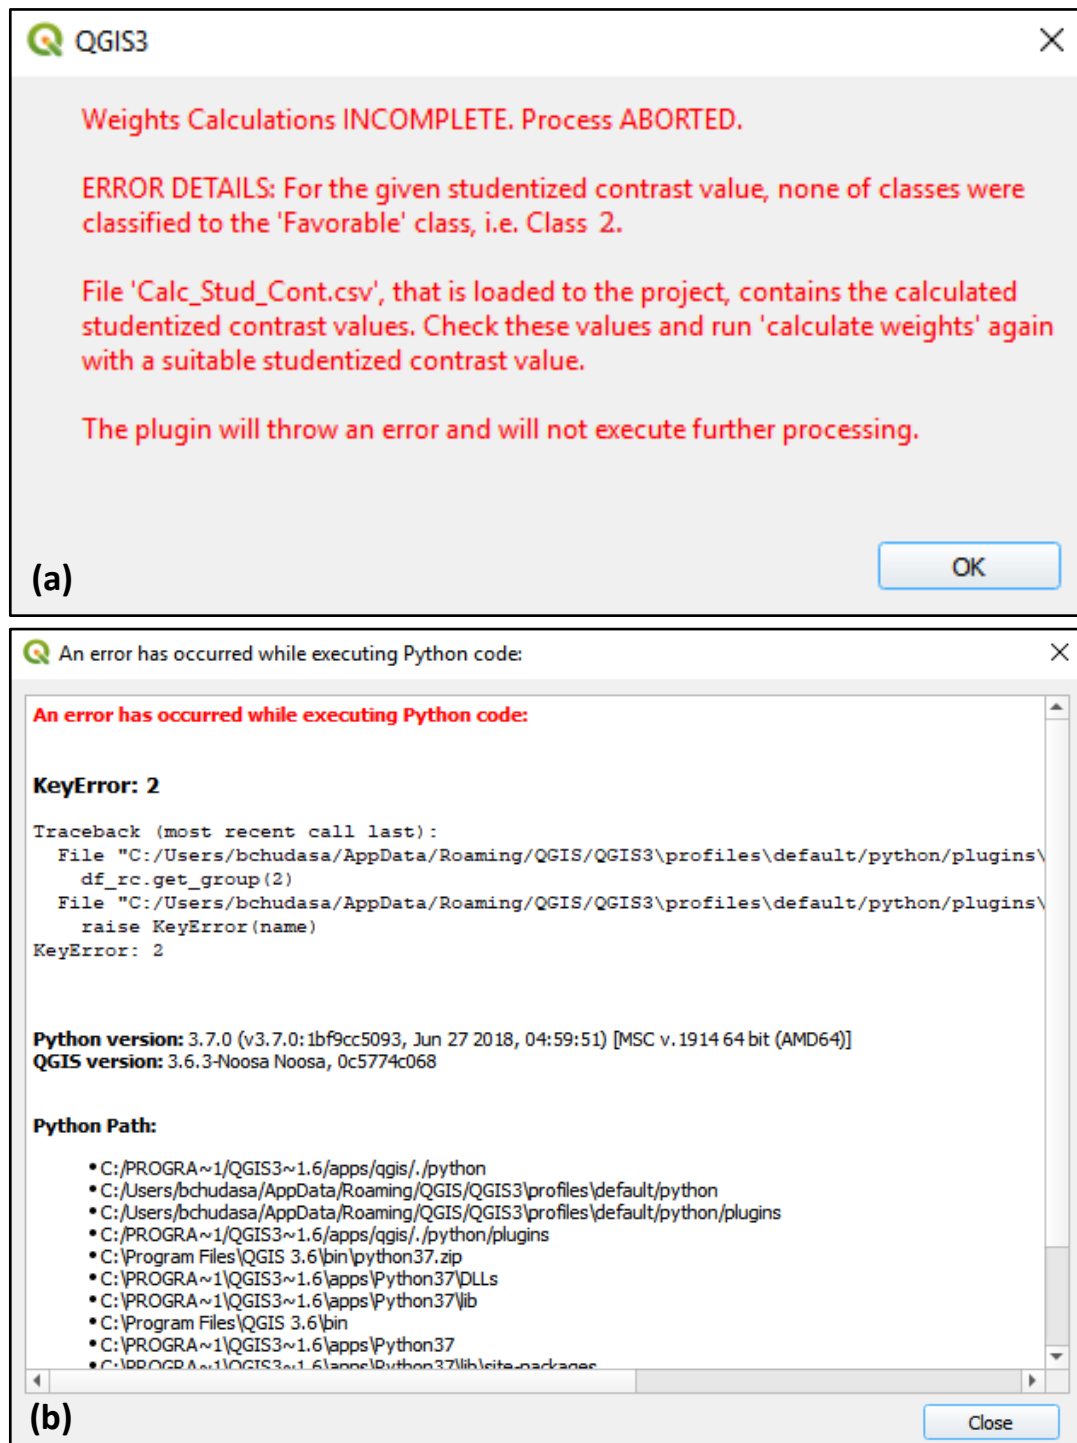 QGIS3
Weights Calculations INCOMPLETE. Process ABORTED.
ERROR DETAILS: For the given studentized contrast value, none of classes were
classified to the 'Favorable' class, i.e. Class 2.
File 'Calc_Stud_Cont.csv', that is loaded to the project, contains the calculated
studentized contrast values. Check these values and run 'calculate weights' again
with a suitable studentized contrast value.
The plugin will throw an error and will not execute further processing.
OK
(a)
An error has occurred while executing Python code:
An error has occurred while executing Python code:
KeyError: 2
Traceback (most recent call last):
File "C:/Users/bchudasa/AppData/Roaming/QGIS/QGIS3\profiles\default/python/plugins\
df_rc.get_group(2)
File "C:/Users/bchudasa/AppData/Roaming/QGIS/QGIS3\profiles\default/python/plugins\
raise KeyError(name)
KeyError: 2
Python version: 3.7.0 (v3.7.0:1bf9cc5093, Jun 27 2018, 04:59:51) [MSC v.1914 64 bit (AMD64)]
QGIS version: 3.6.3-Noosa Noosa, 0c5774c068
Python Path:
• C:/PROGRA~1/QGIS3~1.6/apps/qgis/./python
• C:/Users/bchudasa/AppData/Roaming/QGIS/QGIS3\profiles\default/python
• C:/Users/bchudasa/AppData/Roaming/QGIS/QGIS3\profiles\default/python/plugins
• C:/PROGRA~1/QGIS3~1.6/apps/qgis/./python/plugins
• C:\Program Files\QGIS 3.6\bin\python37.zip
• C:\PROGRA~1\QGIS3~1.6\apps\Python37\DLLs
• C:\PROGRA~1\QGIS3~1.6\apps\Python37\lib
• C:\Program Files\QGIS 3.6\bin
• C:\PROGRA~1\QGIS3~1.6\apps\Python37
• C:\PROGRA~1\QGIS3~1.6\apps\Python37\lib\site-packages
(b)
Close